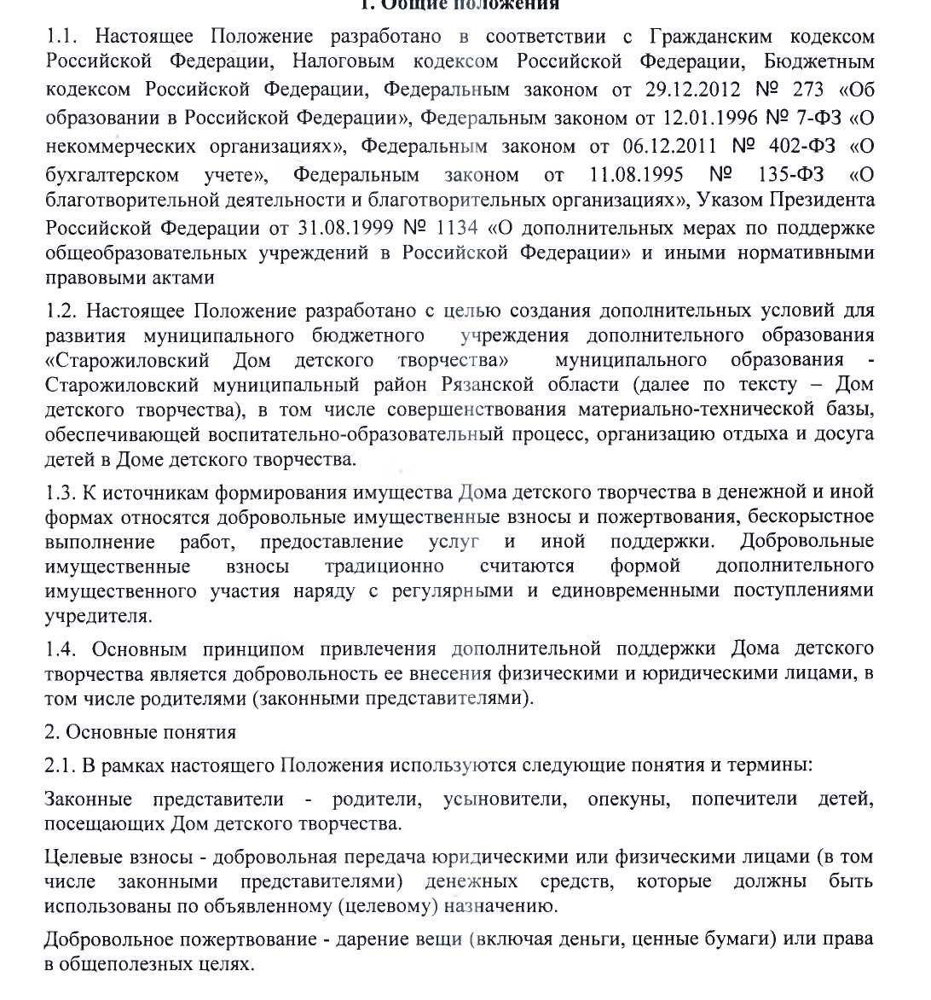 1. Общие положения
1.1. Настоящее Положение разработано в соответствии с Гражданским кодексом
Российской Федерации, Налоговым кодексом Российской Федерации, Бюджетным
кодексом Российской Федерации, Федеральным законом от 29.12.2012 № 273 «Об
образовании в Российской Федерации», Федеральным законом от 12.01.1996 № 7-ФЗ «О
некоммерческих организациях», Федеральным законом от 06.12.2011 № 402-ФЗ «О
бухгалтерском учете», Федеральным законом от 11.08.1995 № 135-ФЗ «О
благотворительной деятельности и благотворительных организациях», Указом Президента
Российской Федерации от 31.08.1999 № 1134 «О дополнительных мерах по поддержке
общеобразовательных учреждений в Российской Федерации» и иными нормативными
правовыми актами
1.2. Настоящее Положение разработано с целью создания дополнительных условий для
развития муниципального бюджетного учреждения дополнительного образования
«Старожиловский Дом детского творчества» муниципального образования -
Старожиловский муниципальный район Рязанской области (далее по тексту – Дом
детского творчества), в том числе совершенствования материально-технической базы,
обеспечивающей воспитательно-образовательный процесс, организацию отдыха и досуга
детей в Доме детского творчества.
1.3. К источникам формирования имущества Дома детского творчества в денежной и иной
формах относятся добровольные имущественные взносы и пожертвования, бескорыстное
выполнение работ, предоставление услуг и иной поддержки. Добровольные
имущественные взносы традиционно считаются формой дополнительного
имущественного участия наряду с регулярными и единовременными поступлениями
учредителя.
1.4. Основным принципом привлечения дополнительной поддержки Дома детского
творчества является добровольность ее внесения физическими и юридическими лицами, в
том числе родителями (законными представителями).
2. Основные понятия
2.1. В рамках настоящего Положения используются следующие понятия и термины:
Законные представители - родители, усыновители, опекуны, попечители детей,
посещающих Дом детского творчества.
Целевые взносы - добровольная передача юридическими или физическими лицами (в том
числе законными представителями) денежных средств, которые должны быть
использованы по объявленному (целевому) назначению.
Добровольное пожертвование - дарение вещи (включая деньги, ценные бумаги) или права
в общеполезных целях.